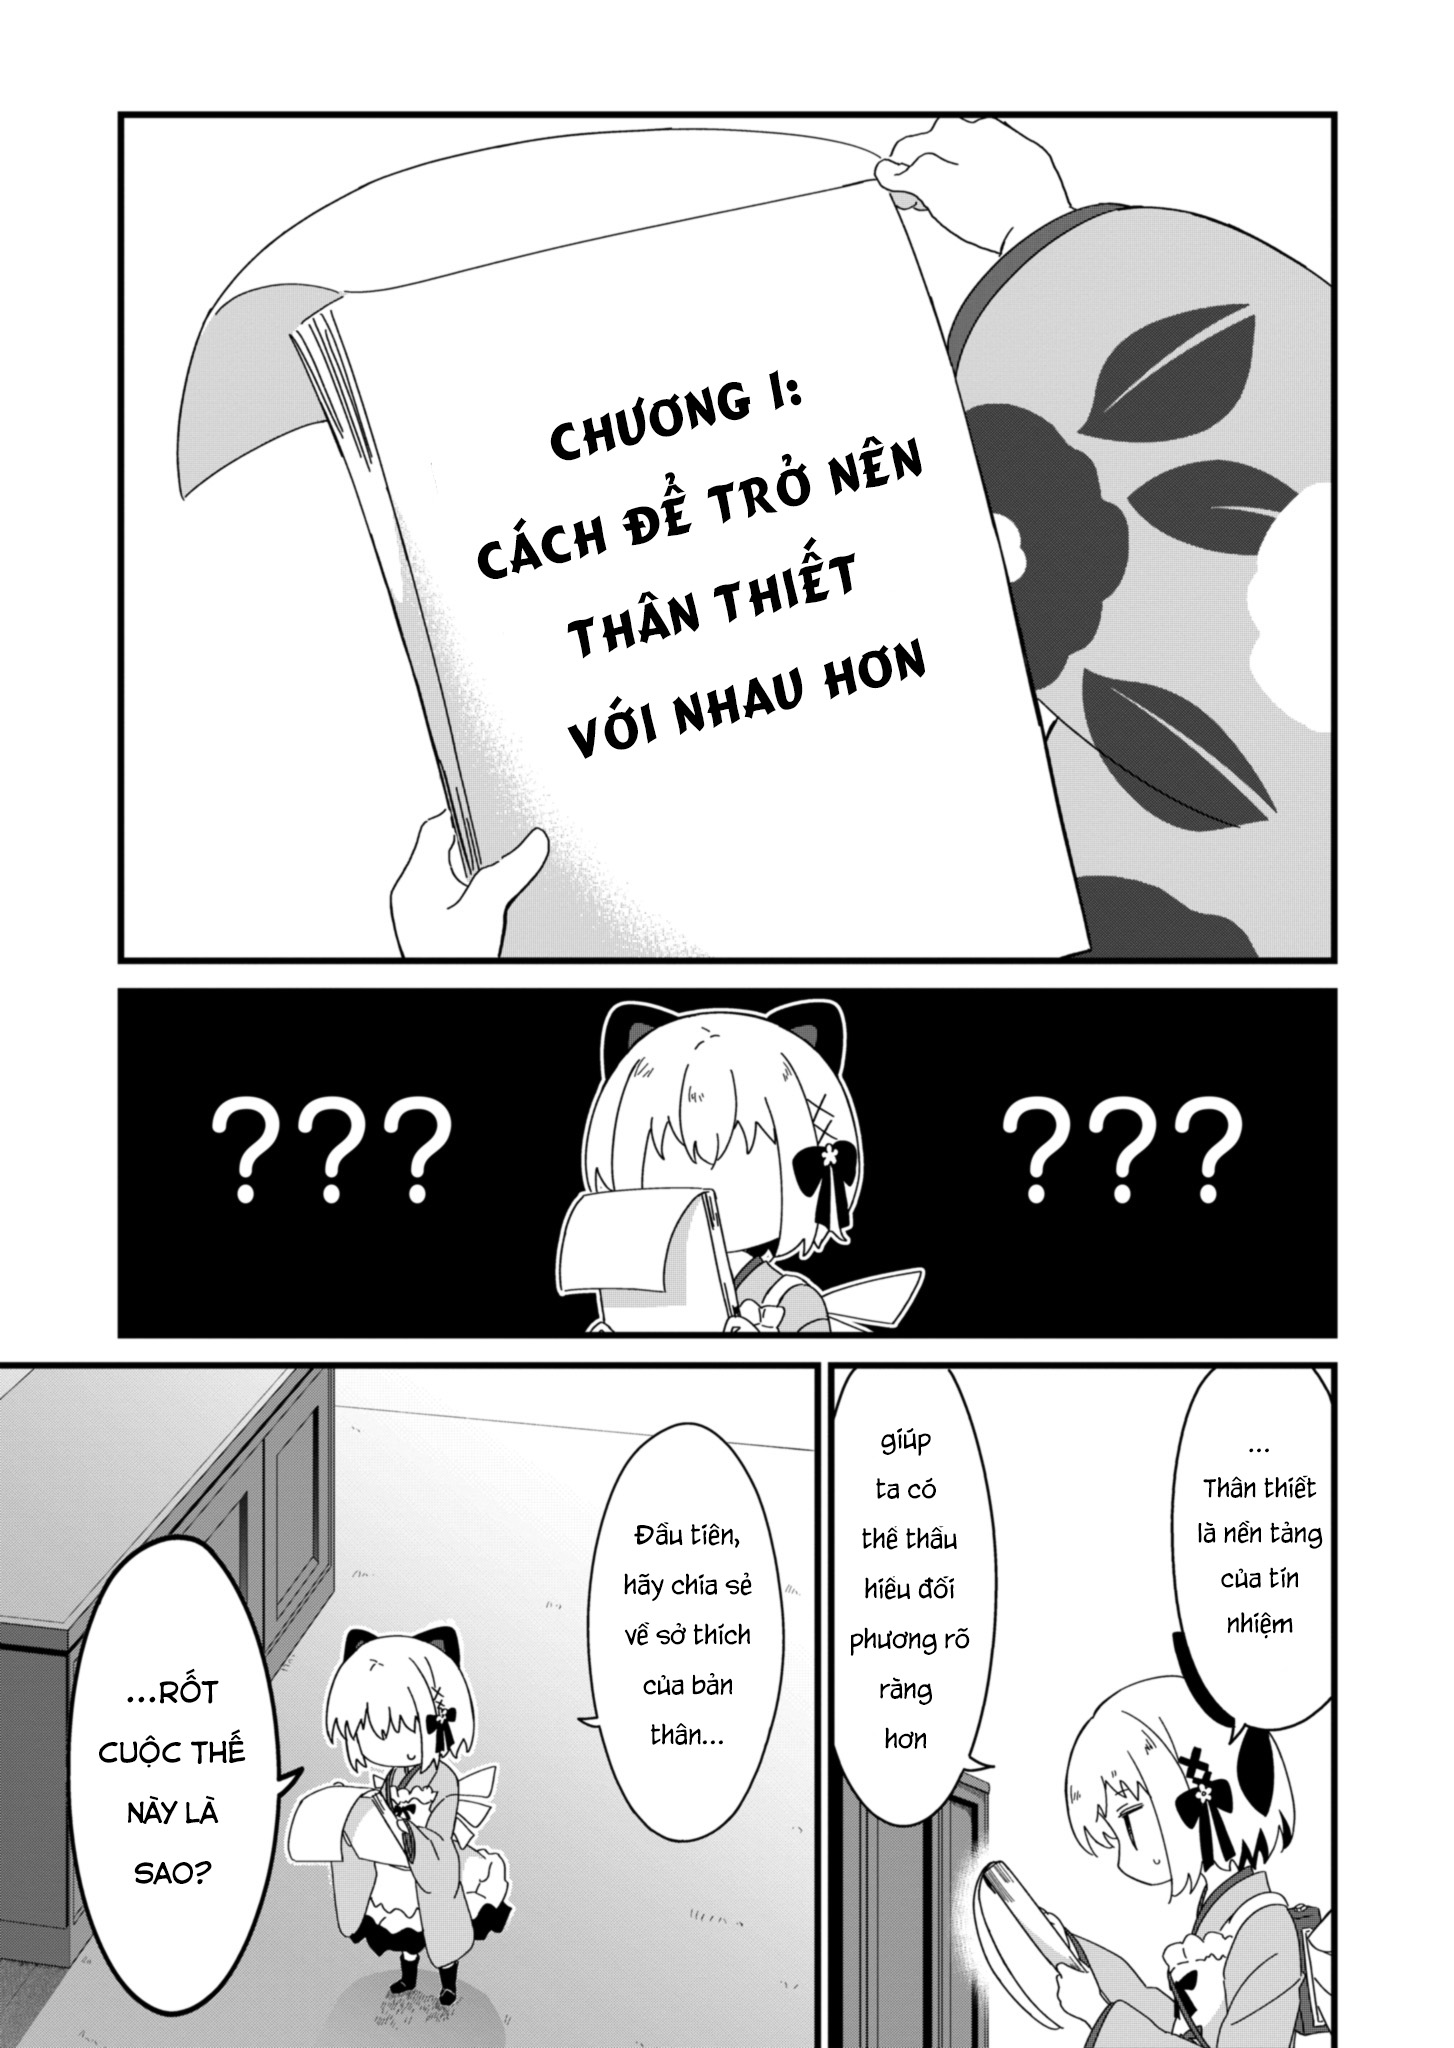 CHƯƠNG 1:
CÁCH ĐỂ TRỞ NÊN
THÂN THIẾT
VỚI NHAU HƠN
???
???
...
Thân thiết
là nền tảng
của tín
nhiệm
giúp
ta có
thể thấu
hiểu đối
phương rõ
ràng
hơn
Đầu tiên,
hãy chia sẻ
về sở thích
của bản
thân...
...RỐT
CUỘC THẾ
NÀY LÀ
SAO?